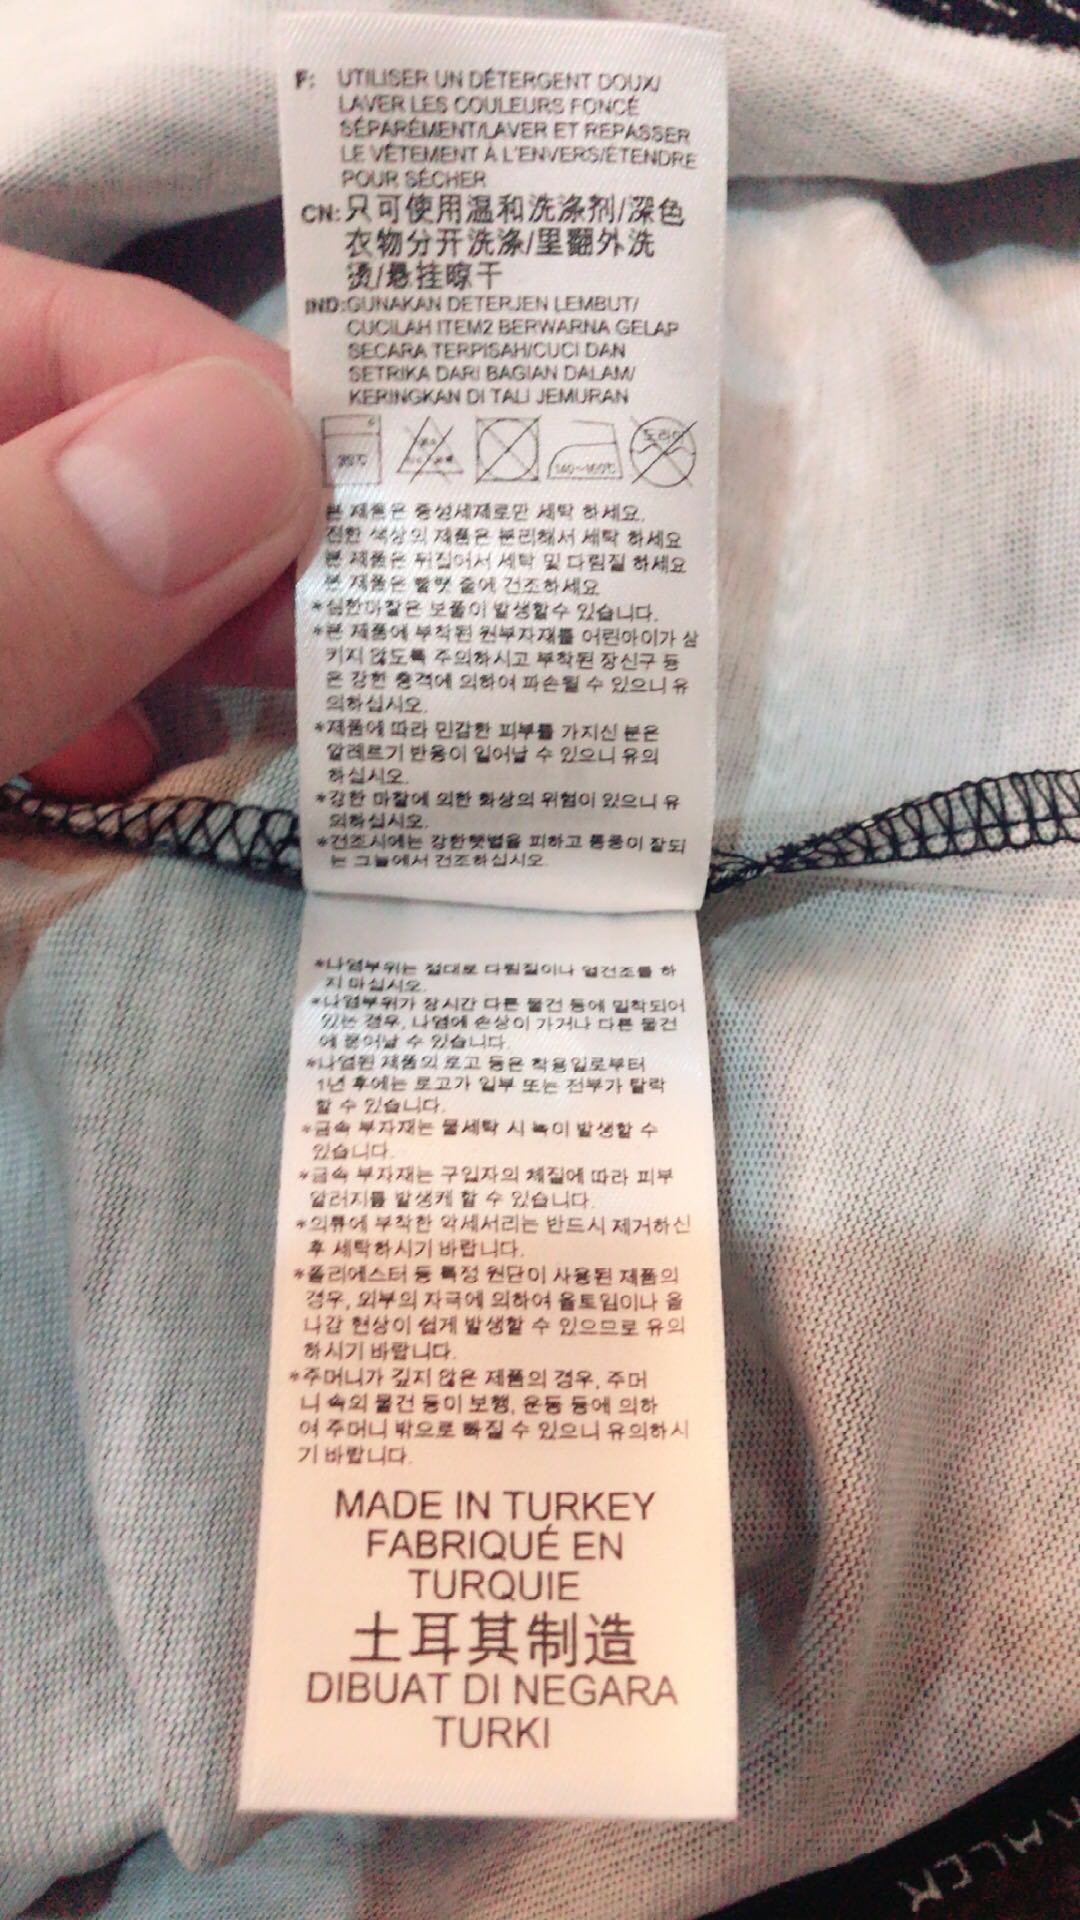 F: UTILISER UN DÉTERGENT DOUX/
LAVER LES COULEURS FONCÉ
SÉPARÉMENT/LAVER ET REPASSER
LE VÊTEMENT À L'ENVERS/ÉTENDRE
POUR SÉCHER
CN: 只可使用温和洗涤剂/深色
衣物分开洗涤/里翻外洗
烫/悬挂晾干
IND: GUNAKAN DETERJEN LEMBUT/
CUCILAH ITEM2 BERWARNA GELAP
SECARA TERPISAH/CUCI DAN
SETRIKA DARI BAGIAN DALAM/
KERINGKAN DI TALI JEMURAN
140~160℃
드라이
본 제품은 중성세제로만 세탁 하세요.
진한 색상의 제품은 분리해서 세탁 하세요
본 제품은 뒤집어서 세탁 및 다림질 하세요
본 제품은 빨랫 줄에 건조하세요
*심한마찰은 보풀이 발생할수 있습니다.
*본 제품에 부착된 원부자재를 어린아이가 삼
키지 않도록 주의하시고 부착된 장신구 등
은 강한 충격에 의하여 파손될 수 있으니 유
의하십시오.
*제품에 따라 민감한 피부를 가지신 분은
알레르기 반응이 일어날 수 있으니 유의
하십시오.
*강한 마찰에 의한 화상의 위험이 있으니 유
의하십시오.
*건조시에는 강한햇볕을 피하고 통풍이 잘되
는 그늘에서 건조하십시오.
*나염부위는 절대로 다림질이나 열건조를 하
지 마십시오.
*나염부위가 장시간 다른 물건 등에 밀착되어
있는 경우, 나염에 손상이 가거나 다른 물건
에 묻어날 수 있습니다.
*나염된 제품의 로고 등은 착용일로부터
1년 후에는 로고가 일부 또는 전부가 탈락
할 수 있습니다.
*금속 부자재는 물세탁 시 녹이 발생할 수
있습니다.
*금속 부자재는 구입자의 체질에 따라 피부
알러지를 발생케 할 수 있습니다.
*의류에 부착한 악세서리는 반드시 제거하신
후 세탁하시기 바랍니다.
*폴리에스터 등 특정 원단이 사용된 제품의
경우, 외부의 자극에 의하여 올트임이나 올
나감 현상이 쉽게 발생할 수 있으므로 유의
하시기 바랍니다.
*주머니가 깊지 않은 제품의 경우, 주머
니 속의 물건 등이 보행, 운동 등에 의하
여 주머니 밖으로 빠질 수 있으니 유의하시
기 바랍니다.
MADE IN TURKEY
FABRIQUÉ EN
TURQUIE
土耳其制造
DIBUAT DI NEGARA
TURKI